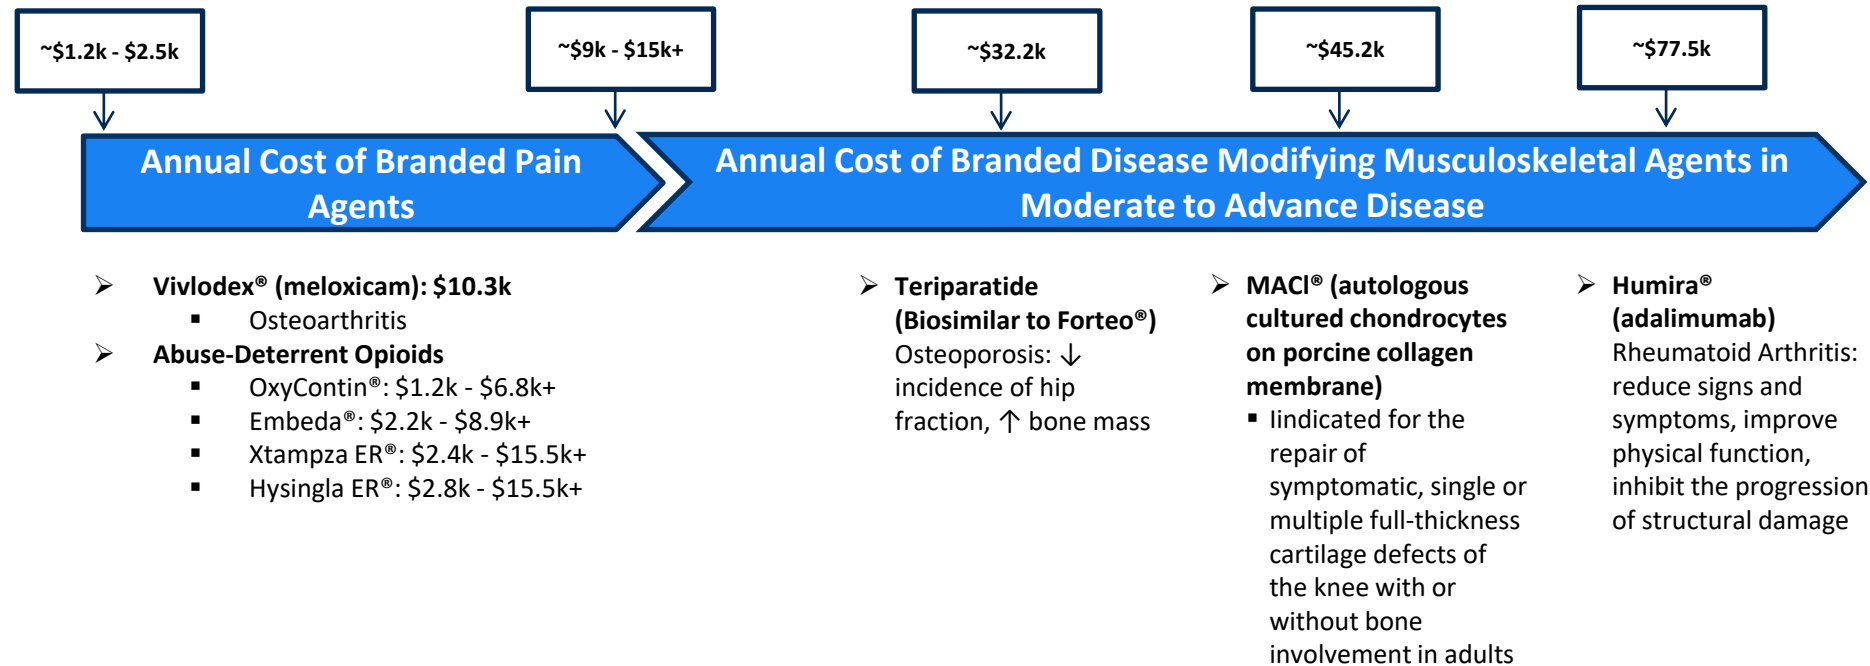 ~$1.2k - $2.5k
~$9k - $15k+
~$32.2k
~$45.2k
~$77.5k
Annual Cost of Branded Pain
Agents
Annual Cost of Branded Disease Modifying Musculoskeletal Agents in
Moderate to Advance Disease
➢ Vivlodex® (meloxicam): $10.3k
▪ Osteoarthritis
➢ Abuse-Deterrent Opioids
▪ OxyContin®: $1.2k - $6.8k+
▪ Embeda®: $2.2k - $8.9k+
▪ Xtampza ER®: $2.4k - $15.5k+
▪ Hysingla ER®: $2.8k - $15.5k+
➢ Teriparatide
(Biosimilar to Forteo®)
Osteoporosis: ↓
incidence of hip
fraction, ↑ bone mass
➢ MACl® (autologous
cultured chondrocytes
on porcine collagen
membrane)
▪ Iindicated for the
repair of
symptomatic, single or
multiple full-thickness
cartilage defects of
the knee with or
without bone
involvement in adults
➢ Humira®
(adalimumab)
Rheumatoid Arthritis:
reduce signs and
symptoms, improve
physical function,
inhibit the progression
of structural damage